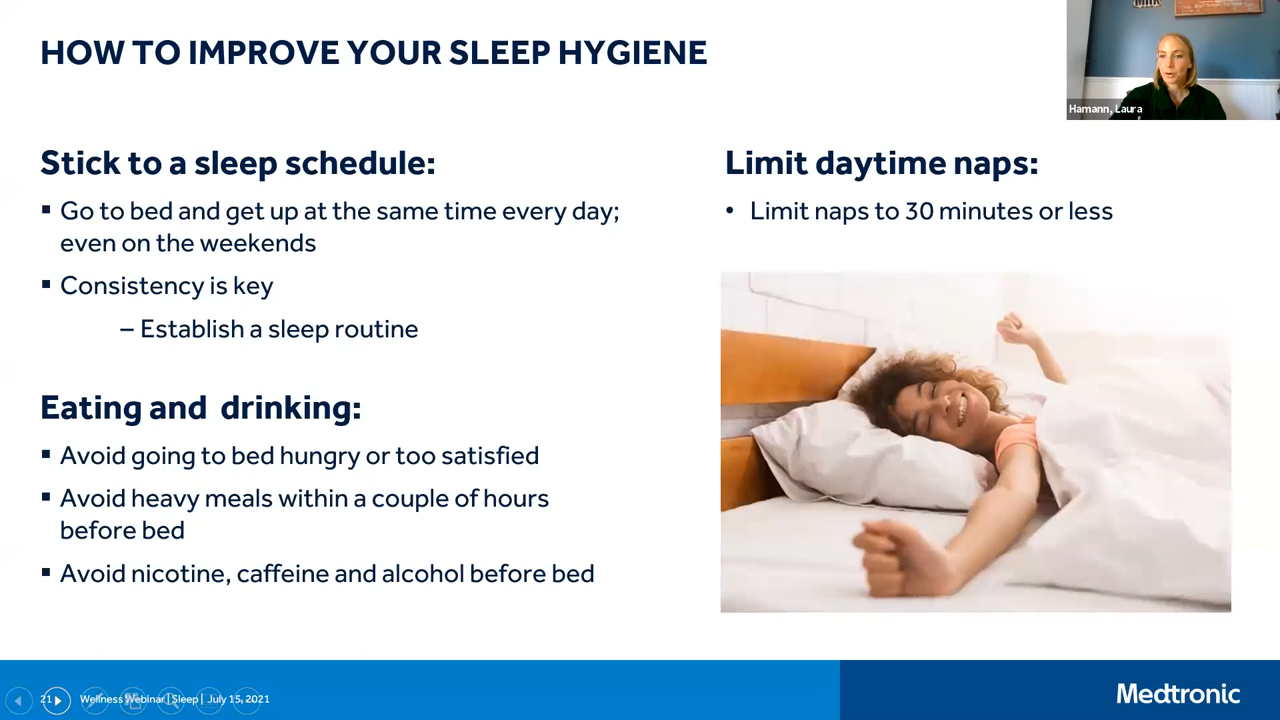 HOW TO IMPROVE YOUR SLEEP HYGIENE
Hamann, Laura
Stick to a sleep schedule:
▪ Go to bed and get up at the same time every day;
even on the weekends
▪ Consistency is key
– Establish a sleep routine
Eating and drinking:
▪ Avoid going to bed hungry or too satisfied
▪ Avoid heavy meals within a couple of hours
before bed
▪ Avoid nicotine, caffeine and alcohol before bed
Limit daytime naps:
• Limit naps to 30 minutes or less
21 Wellness Webinar | Sleep | July 15, 2021
Medtronic